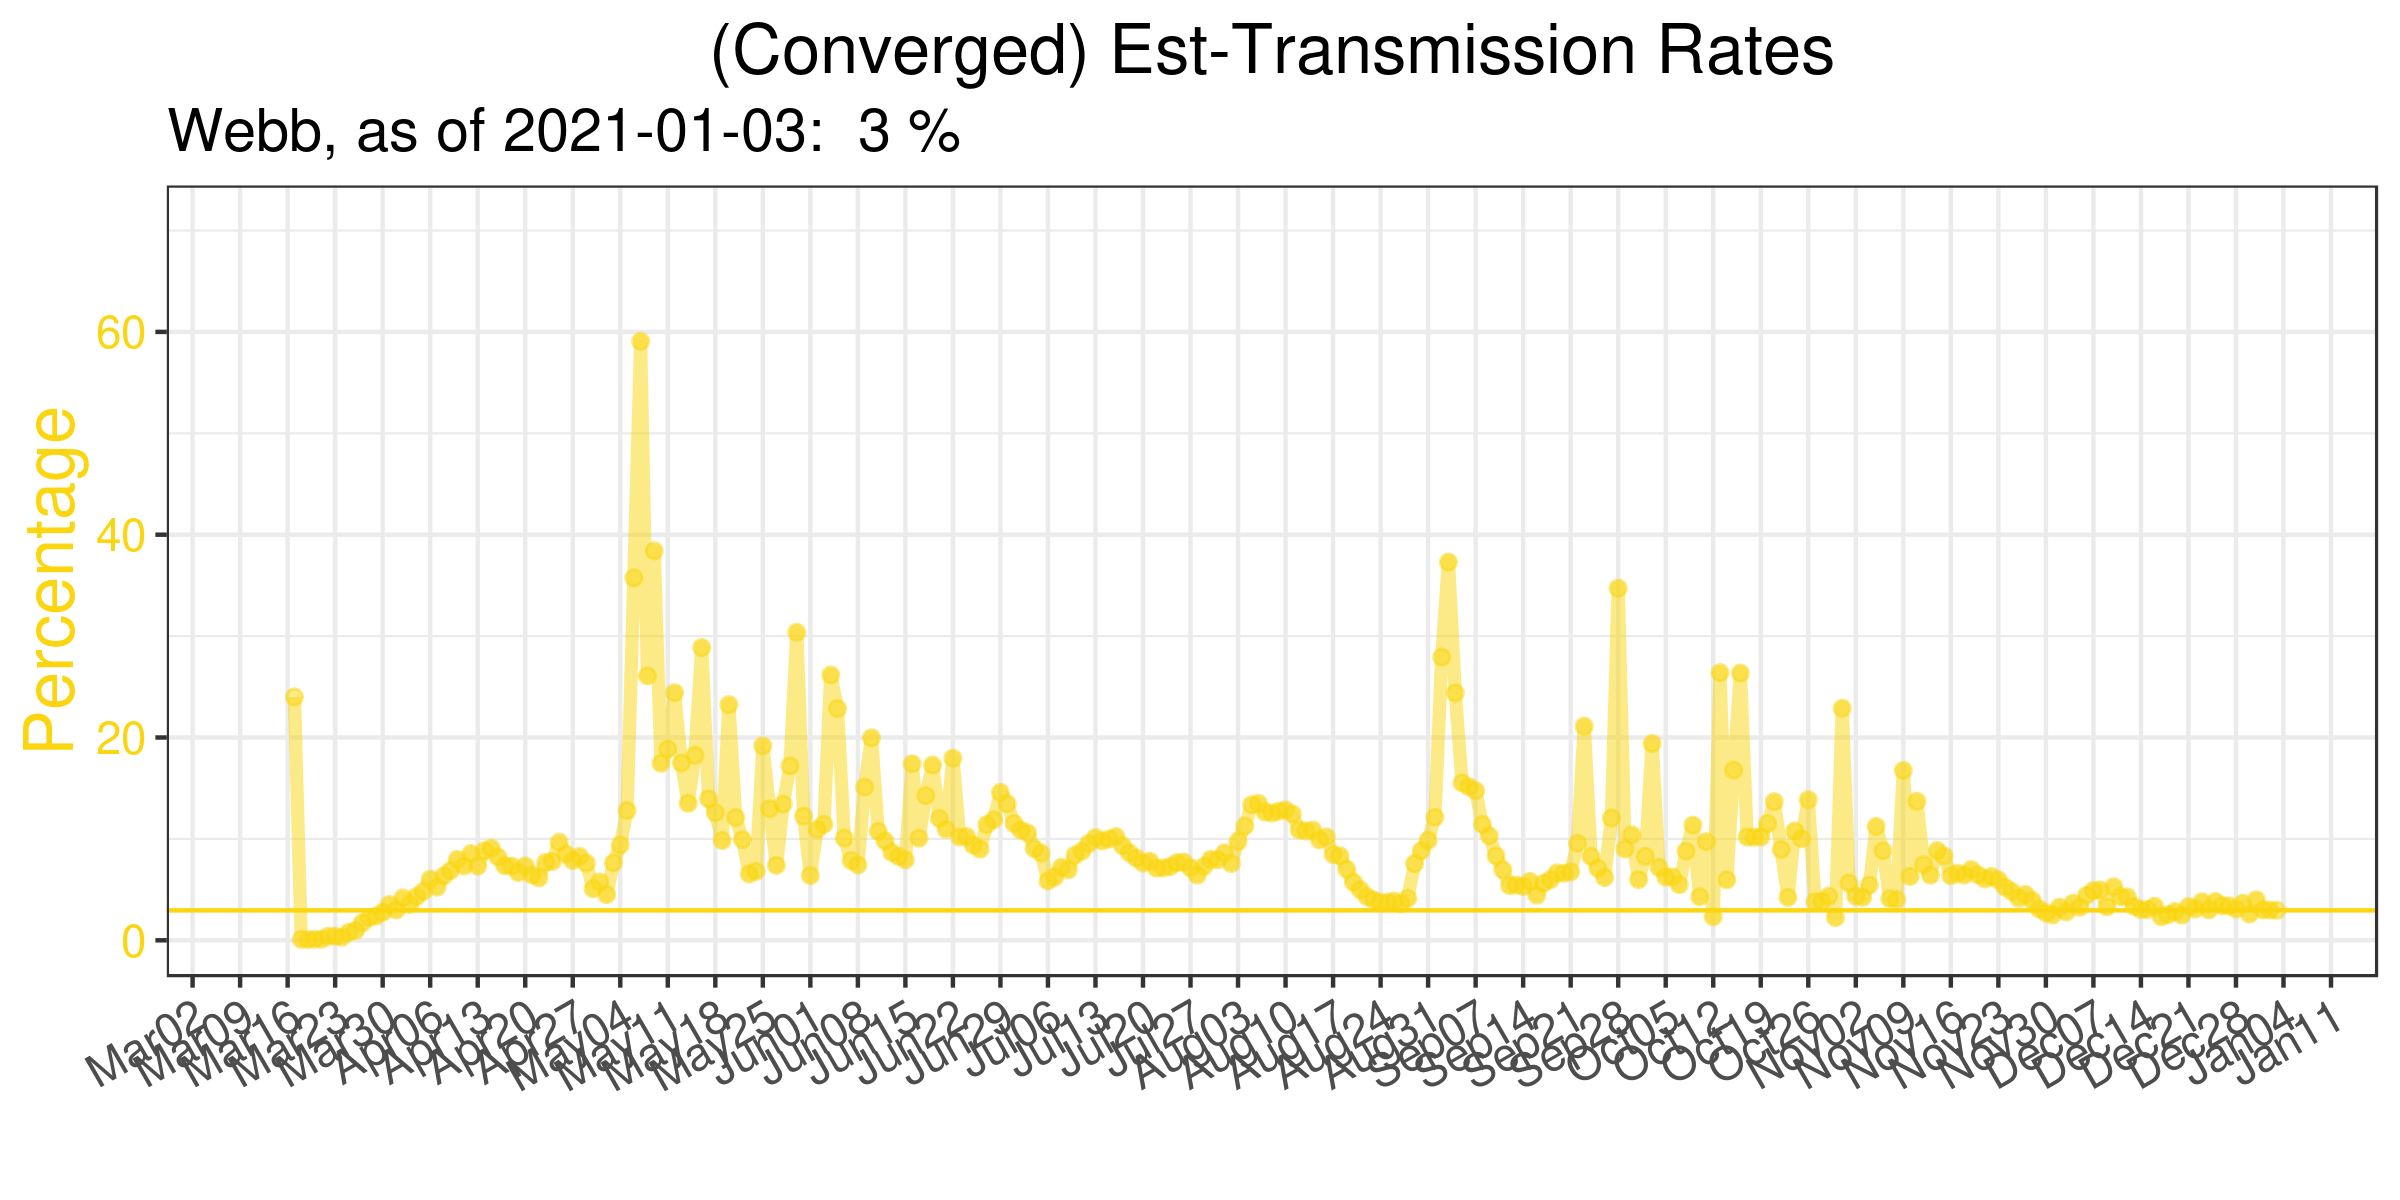 (Converged) Est-Transmission Rates
Webb, as of 2021-01-03:  3 %
Percentage
60
40
20
0
Mar02
Mar09
Mar16
Mar23
Mar30
Apr06
Apr13
Apr20
Apr27
May04
May11
May18
May25
Jun01
Jun08
Jun15
Jun22
Jun29
Jul06
Jul13
Jul20
Jul27
Aug03
Aug10
Aug17
Aug24
Aug31
Sep07
Sep14
Sep21
Sep28
Oct05
Oct12
Oct19
Oct26
Nov02
Nov09
Nov16
Nov23
Nov30
Dec07
Dec14
Dec21
Dec28
Jan04
Jan11